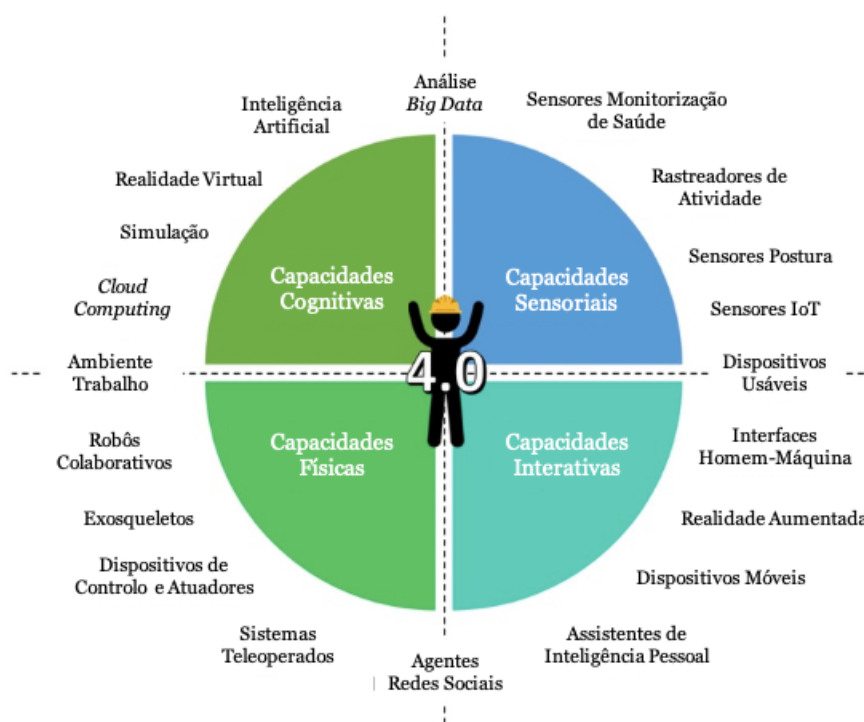 Análise
Big Data
Inteligência
Artificial
Sensores Monitorização
de Saúde
Realidade Virtual
Rastreadores de
Atividade
Simulação
Sensores Postura
Cloud
Computing
Capacidades
Cognitivas
Capacidades
Sensoriais
Sensores IoT
Ambiente
Trabalho
4.0
Dispositivos
Usáveis
Robôs
Colaborativos
Capacidades
Físicas
Capacidades
Interativas
Interfaces
Homem-Máquina
Exosqueletos
Realidade Aumentada
Dispositivos de
Controlo e Atuadores
Dispositivos Móveis
Sistemas
Teleoperados
Agentes
Redes Sociais
Assistentes de
Inteligência Pessoal